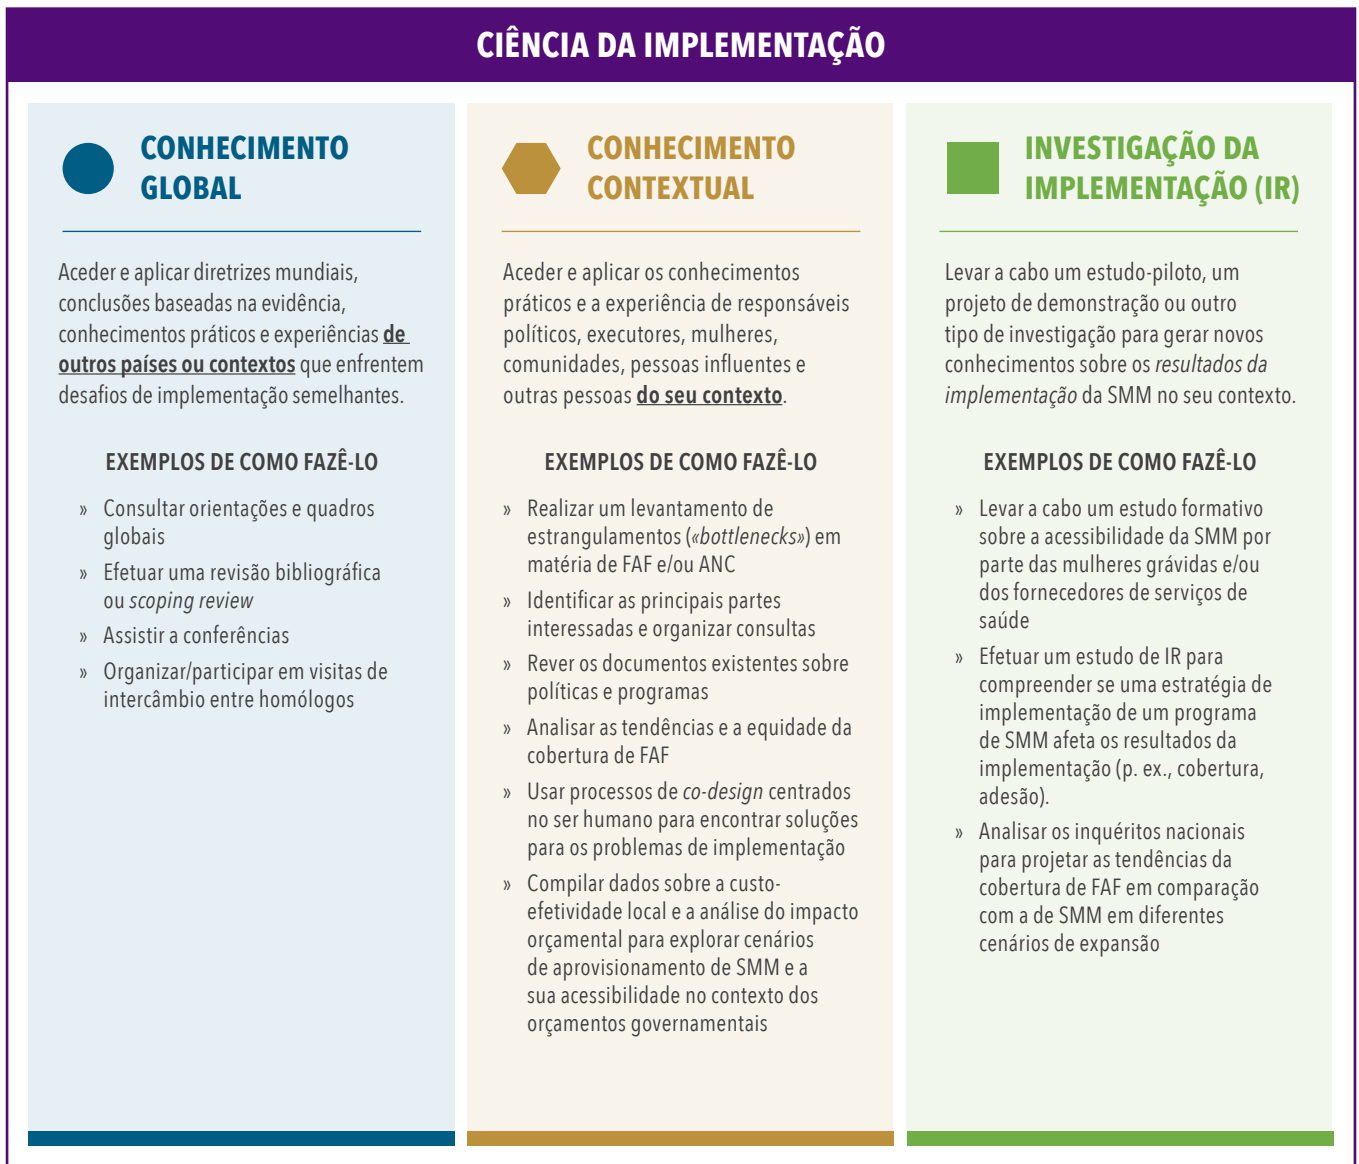 CIÊNCIA DA IMPLEMENTAÇÃO
CONHECIMENTO
GLOBAL
Aceder e aplicar diretrizes mundiais,
conclusões baseadas na evidência,
conhecimentos práticos e experiências de
outros países ou contextos que enfrentem
desafios de implementação semelhantes.
EXEMPLOS DE COMO FAZÊ-LO
» Consultar orientações e quadros
globais
» Efetuar uma revisão bibliográfica
ou scoping review
» Assistir a conferências
» Organizar/participar em visitas de
intercâmbio entre homólogos
CONHECIMENTO
CONTEXTUAL
Aceder e aplicar os conhecimentos
práticos e a experiência de responsáveis
políticos, executores, mulheres,
comunidades, pessoas influentes e
outras pessoas do seu contexto.
EXEMPLOS DE COMO FAZÊ-LO
» Realizar um levantamento de
estrangulamentos («bottlenecks») em
matéria de FAF e/ou ANC
» Identificar as principais partes
interessadas e organizar consultas
» Rever os documentos existentes sobre
políticas e programas
» Analisar as tendências e a equidade da
cobertura de FAF
» Usar processos de co-design centrados
no ser humano para encontrar soluções
para os problemas de implementação
» Compilar dados sobre a custo-
efetividade local e a análise do impacto
orçamental para explorar cenários
de aprovisionamento de SMM e a
sua acessibilidade no contexto dos
orçamentos governamentais
INVESTIGAÇÃO DA
IMPLEMENTAÇÃO (IR)
Levar a cabo um estudo-piloto, um
projeto de demonstração ou outro
tipo de investigação para gerar novos
conhecimentos sobre os resultados da
implementação da SMM no seu contexto.
EXEMPLOS DE COMO FAZÊ-LO
» Levar a cabo um estudo formativo
sobre a acessibilidade da SMM por
parte das mulheres grávidas e/ou
dos fornecedores de serviços de
saúde
» Efetuar um estudo de IR para
compreender se uma estratégia de
implementação de um programa
de SMM afeta os resultados da
implementação (p. ex., cobertura,
adesão).
» Analisar os inquéritos nacionais
para projetar as tendências da
cobertura de FAF em comparação
com a de SMM em diferentes
cenários de expansão